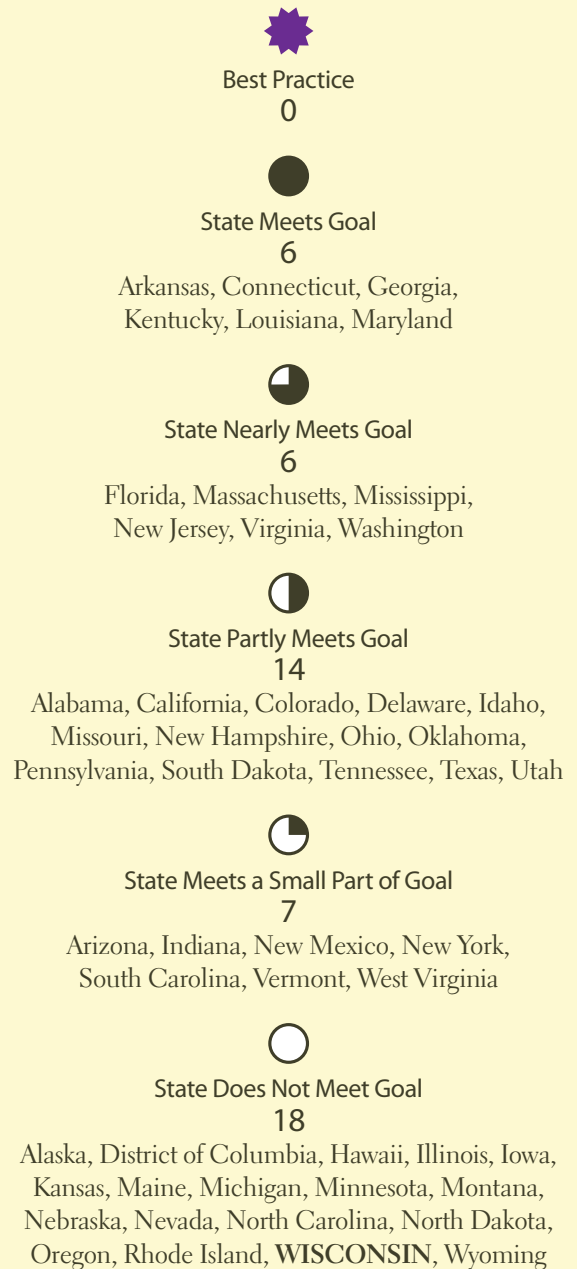 Best Practice
0
State Meets Goal
6
Arkansas, Connecticut, Georgia,
Kentucky, Louisiana, Maryland
State Nearly Meets Goal
6
Florida, Massachusetts, Mississippi,
New Jersey, Virginia, Washington
State Partly Meets Goal
14
Alabama, California, Colorado, Delaware, Idaho,
Missouri, New Hampshire, Ohio, Oklahoma,
Pennsylvania, South Dakota, Tennessee, Texas, Utah
State Meets a Small Part of Goal
7
Arizona, Indiana, New Mexico, New York,
South Carolina, Vermont, West Virginia
State Does Not Meet Goal
18
Alaska, District of Columbia, Hawaii, Illinois, Iowa,
Kansas, Maine, Michigan, Minnesota, Montana,
Nebraska, Nevada, North Carolina, North Dakota,
Oregon, Rhode Island, WISCONSIN, Wyoming